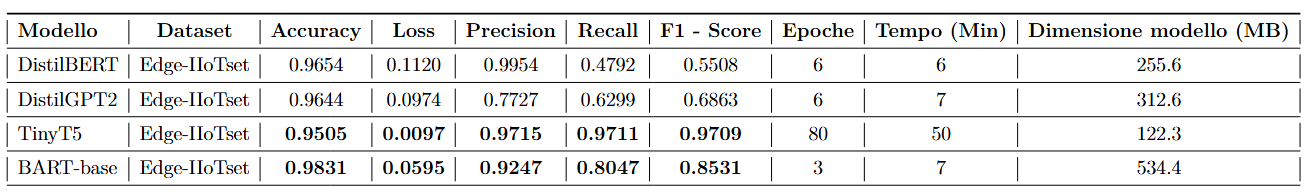 Modello Dataset Accuracy Loss Precision Recall F1 - Score Epoche Tempo (Min) Dimensione modello (MB)
DistilBERT Edge-IIoTset 0.9654 0.1120 0.9954 0.4792 0.5508 6 6 255.6
DistilGPT2 Edge-IIoTset 0.9644 0.0974 0.7727 0.6299 0.6863 6 7 312.6
TinyT5 Edge-IIoTset 0.9505 0.0097 0.9715 0.9711 0.9709 80 50 122.3
BART-base Edge-IIoTset 0.9831 0.0595 0.9247 0.8047 0.8531 3 7 534.4